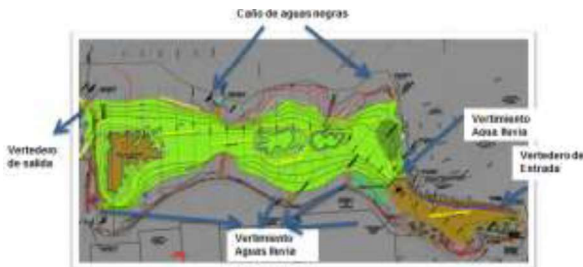 Caño de aguas negras
Vertimiento
Agua lluvia
Vertedero
de salida
Vertedero de
Entrada
Vertimiento
Aguas lluvia